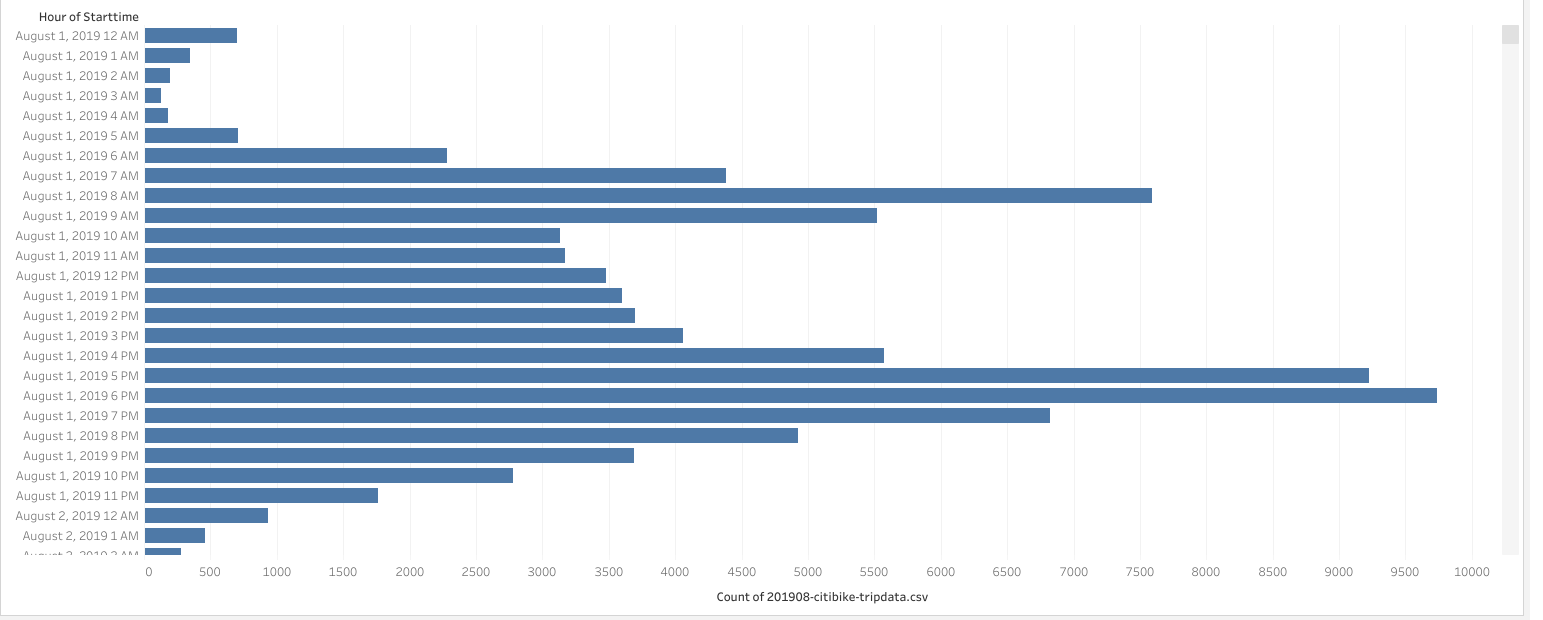 Hour of Starttime
August 1, 2019 12 AM
August 1, 2019 1 AM
August 1, 2019 2 AM
August 1, 2019 3 AM
August 1, 2019 4 AM
August 1, 2019 5 AM
August 1, 2019 6 AM
August 1, 2019 7 AM
August 1, 2019 8 AM
August 1, 2019 9 AM
August 1, 2019 10 AM
August 1, 2019 11 AM
August 1, 2019 12 PM
August 1, 2019 1 PM
August 1, 2019 2 PM
August 1, 2019 3 PM
August 1, 2019 4 PM
August 1, 2019 5 PM
August 1, 2019 6 PM
August 1, 2019 7 PM
August 1, 2019 8 PM
August 1, 2019 9 PM
August 1, 2019 10 PM
August 1, 2019 11 PM
August 2, 2019 12 AM
August 2, 2019 1 AM
August 2, 2019 2 AM
0 500 1000 1500 2000 2500 3000 3500 4000 4500 5000 5500 6000 6500 7000 7500 8000 8500 9000 9500 10000
Count of 201908-citibike-tripdata.csv